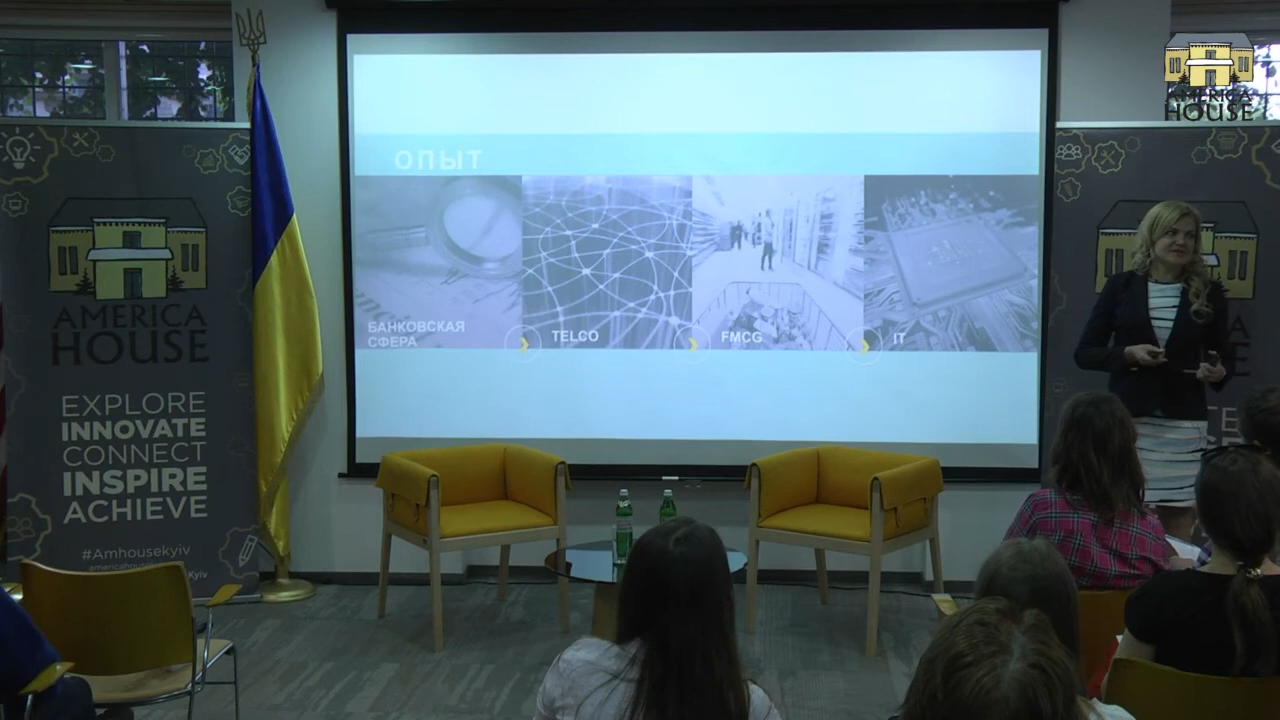 AMERICA
HOUSE
EXPLORE
INNOVATE
CONNECT
INSPIRE
ACHIEVE
#Amhousekyiv
ОПЫТ
БАНКОВСКАЯ
СФЕРА
TELCO
FMCG
IT
AMERICA
HOUSE